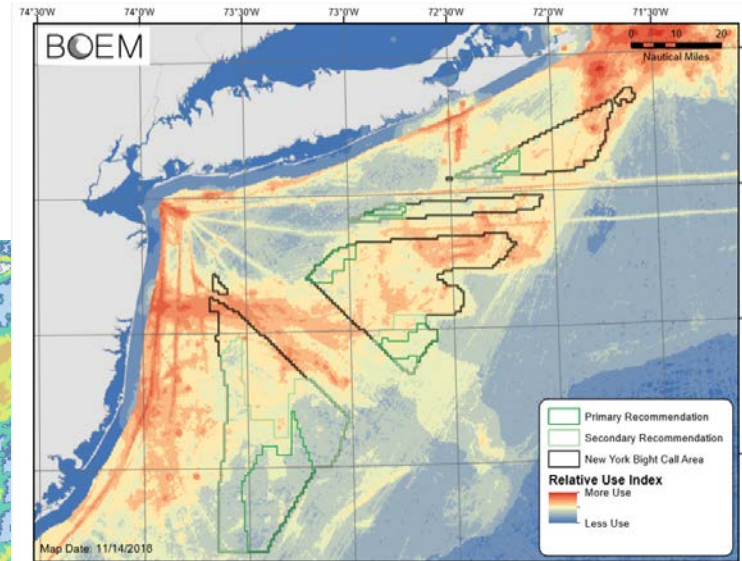 74°30'W 74°0'W 73°30'W 73°0'W 72°30'W 72°0'W 71°30'W
BOEM
0 10 20
Nautical Miles
Primary Recommendation
Secondary Recommendation
New York Bight Call Area
Relative Use Index
More Use
Less Use
Map Date: 11/14/2018